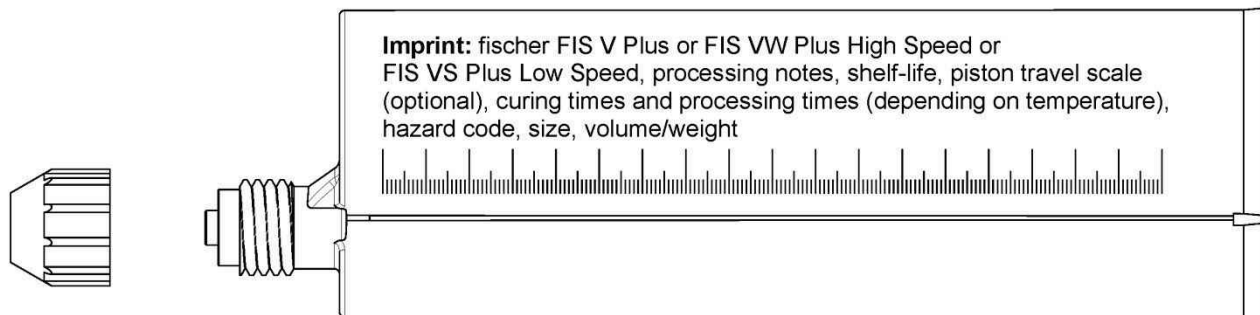 Imprint: fischer FIS V Plus or FIS VW Plus High Speed or
FIS VS Plus Low Speed, processing notes, shelf-life, piston travel scale
(optional), curing times and processing times (depending on temperature),
hazard code, size, volume/weight